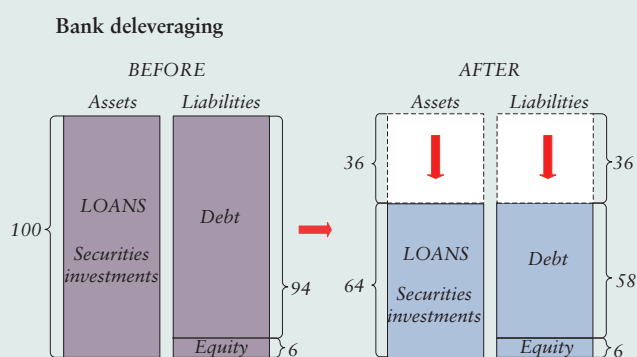 Bank deleveraging
BEFORE
AFTER
Assets
Liabilities
Assets
Liabilities
36
36
LOANS
Debt
100
LOANS
Debt
Securities
investments
64
Securities
investments
94
58
Equity
6
Equity
6